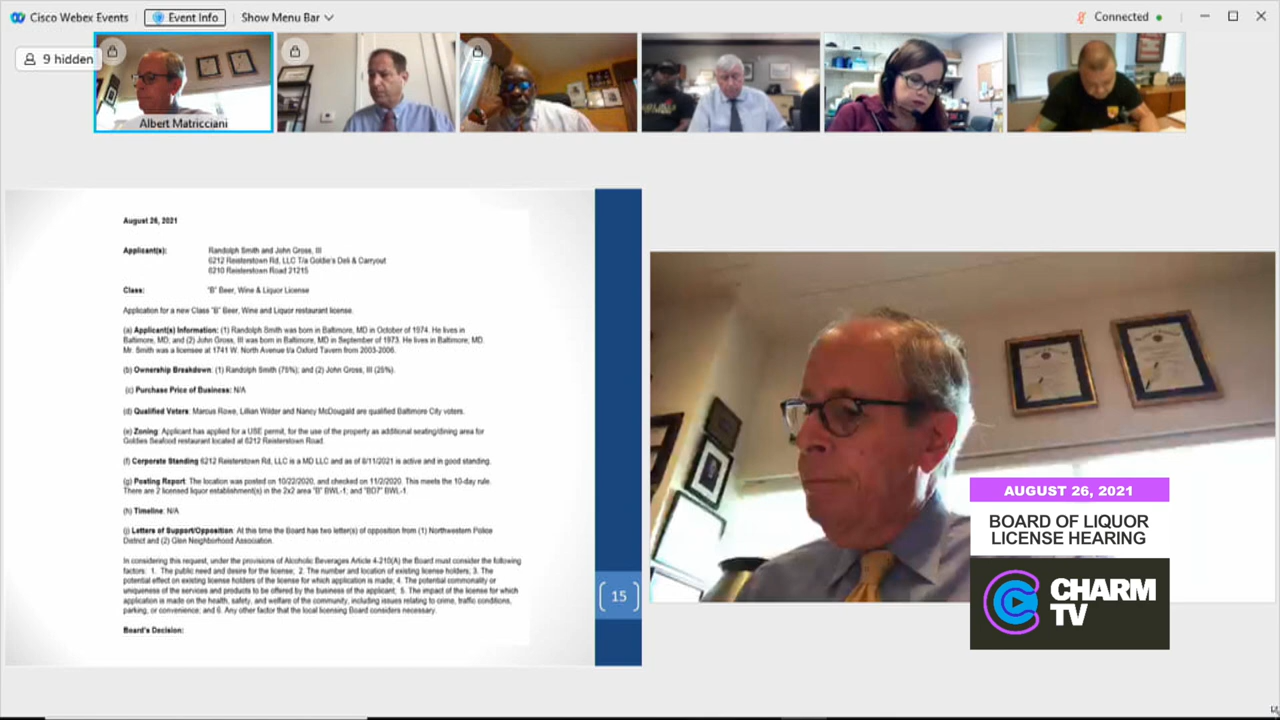 Cisco Webex Events
Event Info
Show Menu Bar
Connected
9 hidden
Albert Matricciani
August 26, 2021
Applicant(s): Randolph Smith and John Gross, III
6212 Reisterstown Rd, LLC T/a Goldie's Deli & Carryout
6210 Reisterstown Road 21215
Class: "B" Beer, Wine & Liquor License
Application for a new Class "B" Beer, Wine and Liquor restaurant license.
(a) Applicant(s) Information: (1) Randolph Smith was born in Baltimore, MD in October of 1974. He lives in
Baltimore, MD; and (2) John Gross, III was born in Baltimore, MD in September of 1973. He lives in Baltimore, MD.
Mr. Smith was a licensee at 1741 W. North Avenue t/a Oxford Tavern from 2003-2006.
(b) Ownership Breakdown: (1) Randolph Smith (75%); and (2) John Gross, III (25%).
(c) Purchase Price of Business: N/A
(d) Qualified Voters: Marcus Rowe, Lillian Wilder and Nancy McDougald are qualified Baltimore City voters.
(e) Zoning: Applicant has applied for a USE permit, for the use of the property as additional seating/dining area for
Goldies Seafood restaurant located at 6212 Reisterstown Road.
(f) Corporate Standing 6212 Reisterstown Rd, LLC is a MD LLC and as of 8/11/2021 is active and in good standing.
(g) Posting Report: The location was posted on 10/22/2020, and checked on 11/2/2020. This meets the 10-day rule.
There are 2 licensed liquor establishment(s) in the 2x2 area "B" BWL-1; and "BD7" BWL-1.
(h) Timeline: N/A
(i) Letters of Support/Opposition: At this time the Board has two letter(s) of opposition from (1) Northwestern Police
District and (2) Glen Neighborhood Association.
In considering this request, under the provisions of Alcoholic Beverages Article 4-210(A) the Board must consider the following
factors: 1. The public need and desire for the license; 2. The number and location of existing license holders; 3. The
potential effect on existing license holders of the license for which application is made; 4. The potential commonality or
uniqueness of the services and products to be offered by the business of the applicant; 5. The impact of the license for which
application is made on the health, safety, and welfare of the community, including issues relating to crime, traffic conditions,
parking, or convenience; and 6. Any other factor that the local licensing Board considers necessary.
Board's Decision:
15
AUGUST 26, 2021
BOARD OF LIQUOR
LICENSE HEARING
CHARM
TV